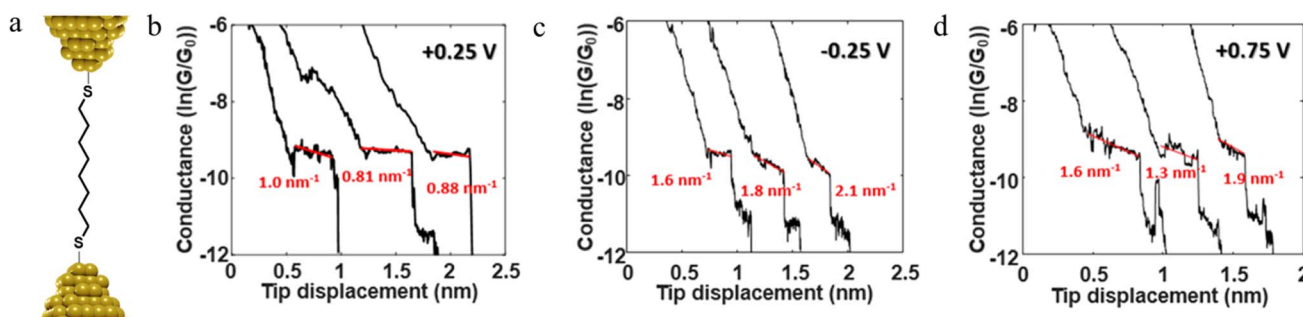 a
S
S
b
Conductance (ln(G/G₀))
-6
-8
-10
-12
+0.25 V
1.0 nm⁻¹
0.81 nm⁻¹
0.88 nm⁻¹
0 0.5 1 1.5 2 2.5
Tip displacement (nm)
c
Conductance (ln(G/G₀))
-6
-8
-10
-12
-0.25 V
1.6 nm⁻¹
1.8 nm⁻¹
2.1 nm⁻¹
0 0.5 1 1.5 2 2.5
Tip displacement (nm)
d
Conductance (ln(G/G₀))
-6
-8
-10
-12
+0.75 V
1.6 nm⁻¹
1.3 nm⁻¹
1.9 nm⁻¹
0 0.5 1 1.5 2
Tip displacement (nm)